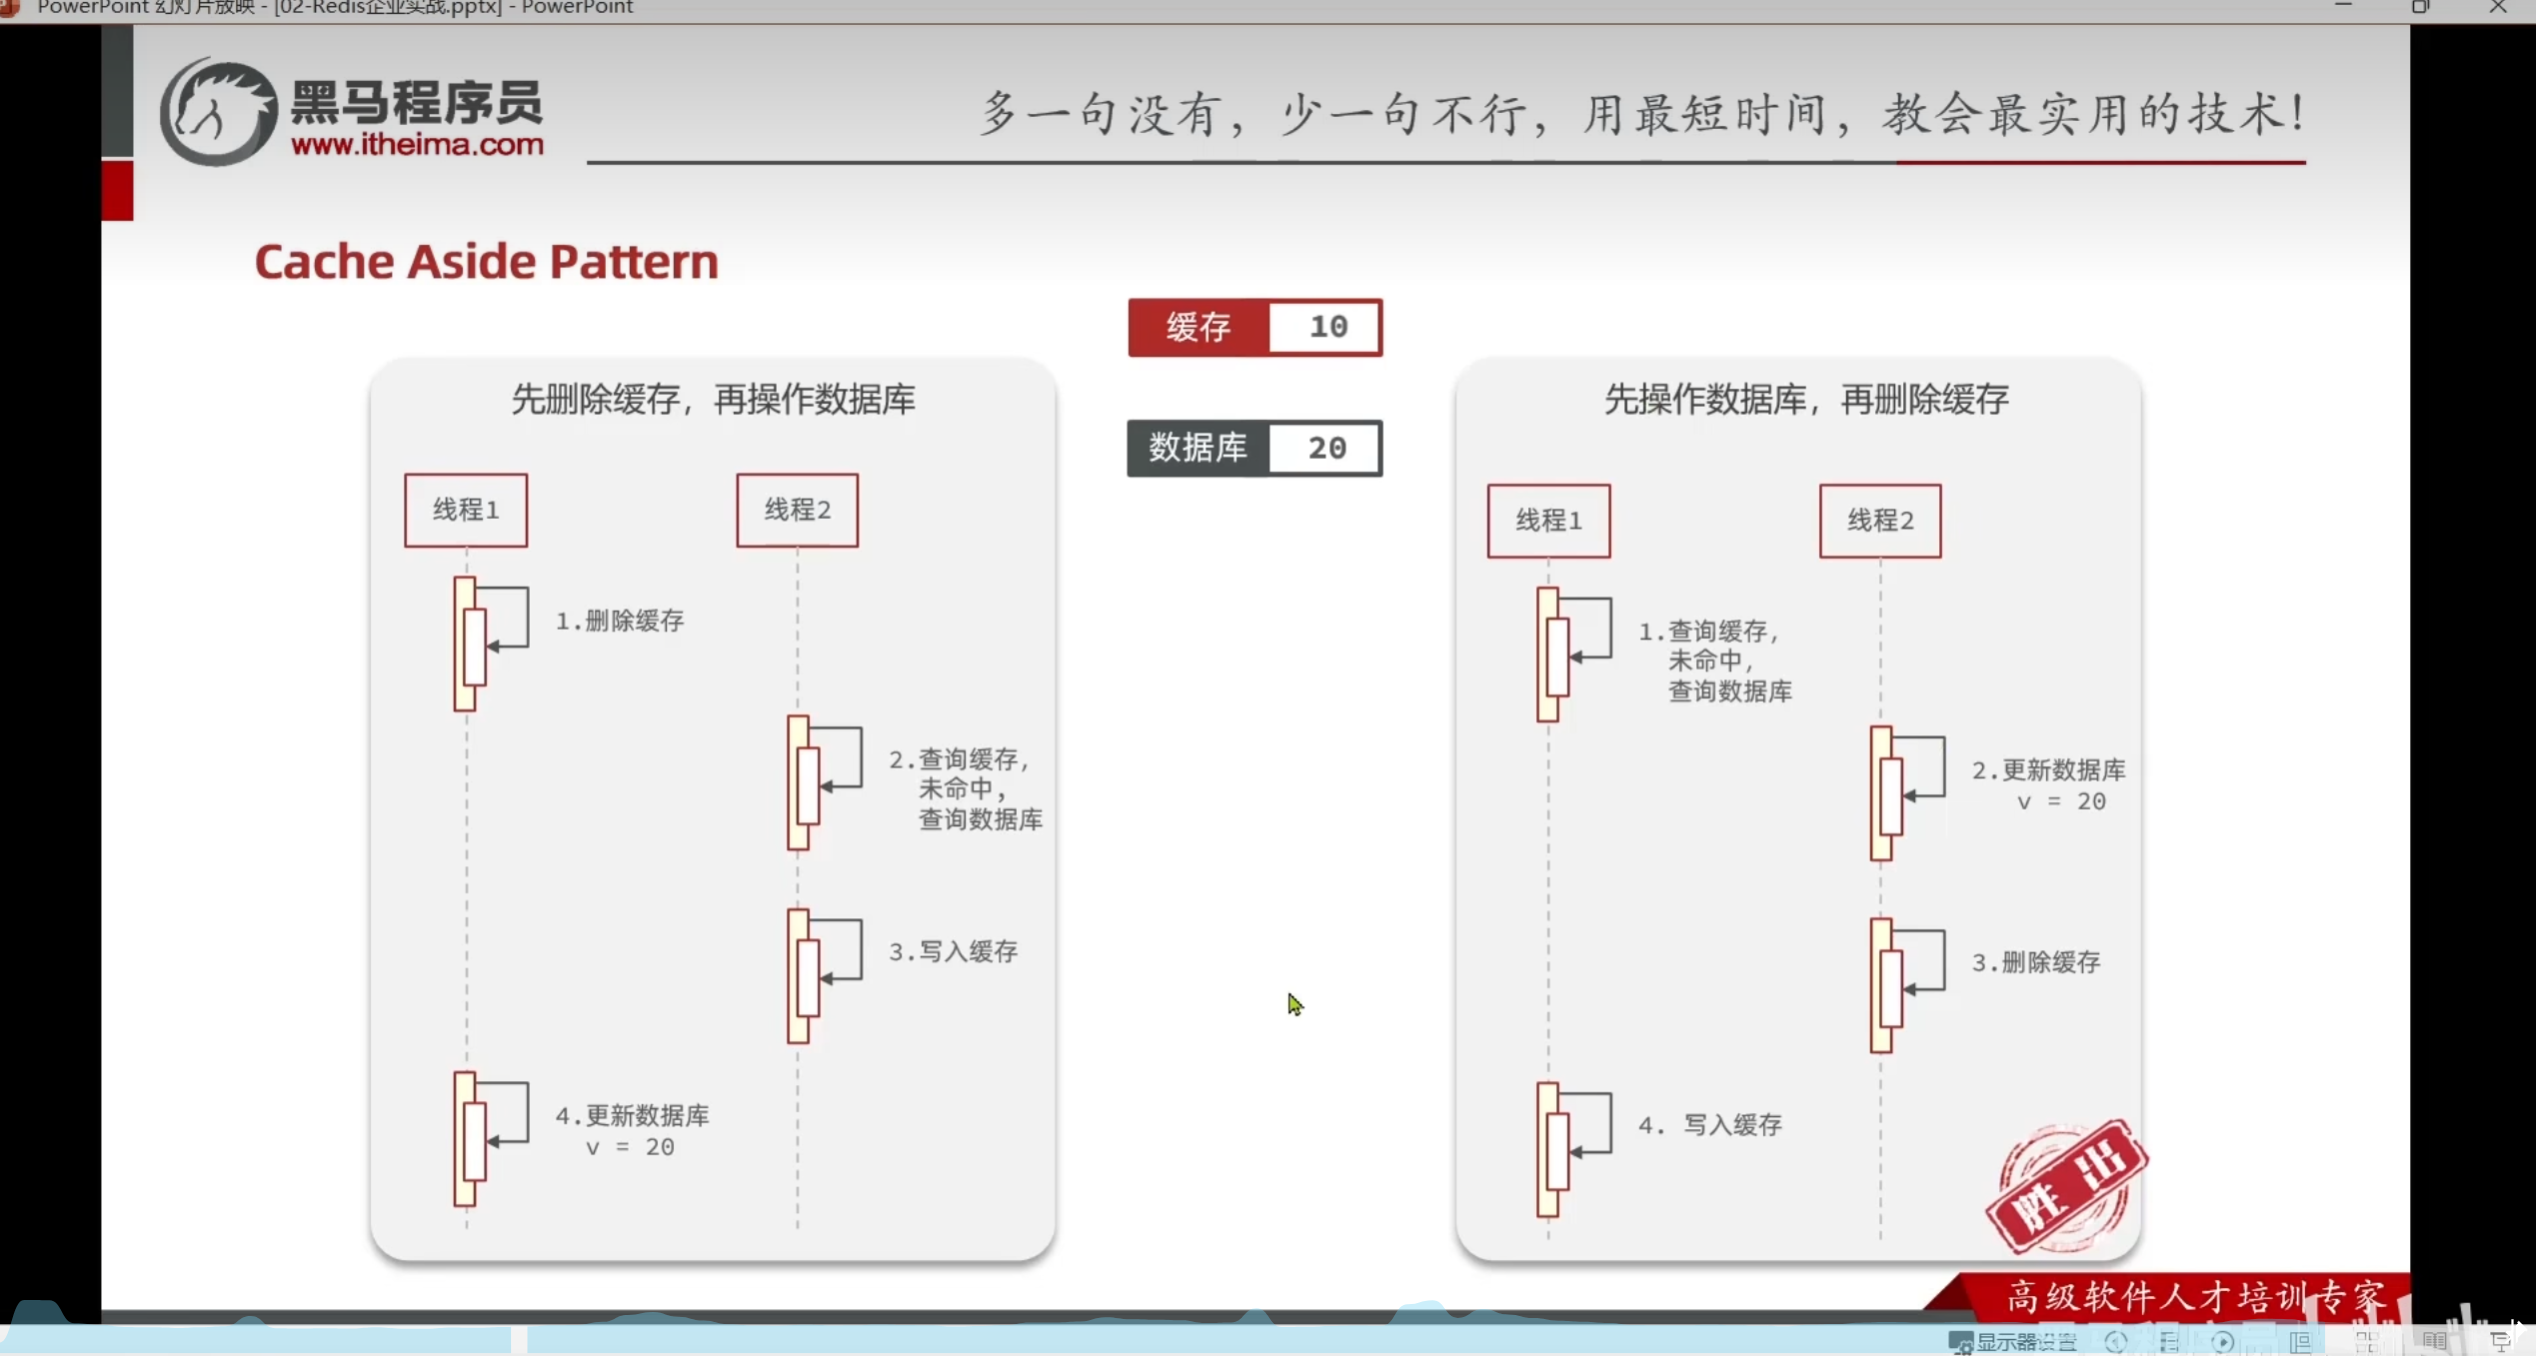 PowerPoint 幻灯片放映 - [02-Redis企业实战.pptx] - PowerPoint
黑马程序员
www.itheima.com
多一句没有，少一句不行，用最短时间，教会最实用的技术！
Cache Aside Pattern
缓存 10
数据库 20
先删除缓存，再操作数据库
线程1
线程2
1.删除缓存
2.查询缓存，
未命中，
查询数据库
3.写入缓存
4.更新数据库
v = 20
先操作数据库，再删除缓存
线程1
线程2
1.查询缓存，
未命中，
查询数据库
2.更新数据库
v = 20
3.删除缓存
4. 写入缓存
胜出
高级软件人才培训专家
显示器设置